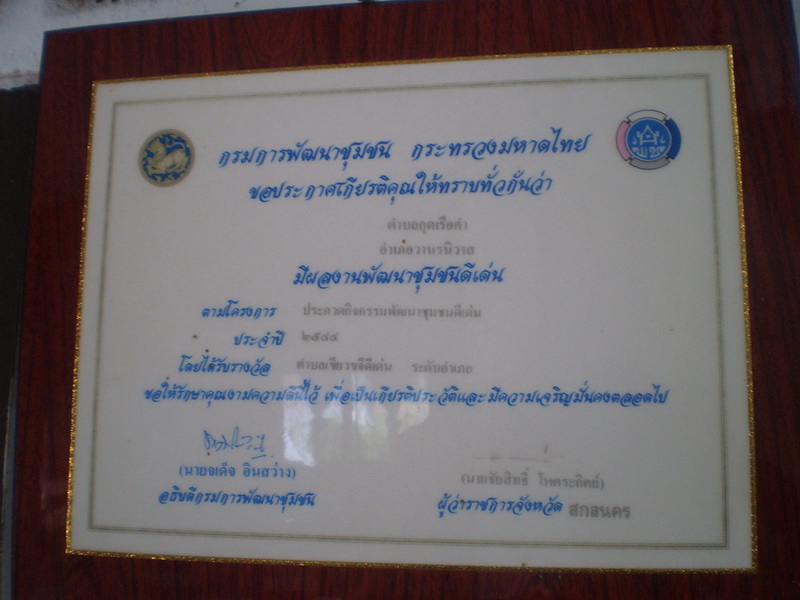 กรมการพัฒนาชุมชน กระทรวงมหาดไทย
ขอประกาศเกียรติคุณให้ทราบทั่วกันว่า
ตำบลกุดเรือคำ
อำเภอวานรนิวาส
มีผลงานพัฒนาชุมชนดีเด่น
ตามโครงการ ประกวดกิจกรรมพัฒนาชุมชนดีเด่น
ประจำปี ๒๕๔๔
โดยได้รับรางวัล ตำบลเขียวขจีดีเด่น ระดับอำเภอ
ขอให้รักษาคุณงามความดีนี้ไว้ เพื่อเป็นเกียรติประวัติและมีความเจริญมั่นคงตลอดไป
(นายจเด็จ อินสว่าง)
อธิบดีกรมการพัฒนาชุมชน
(นายชัยสิทธิ์ โหตระกิตย์)
ผู้ว่าราชการจังหวัด สกลนคร